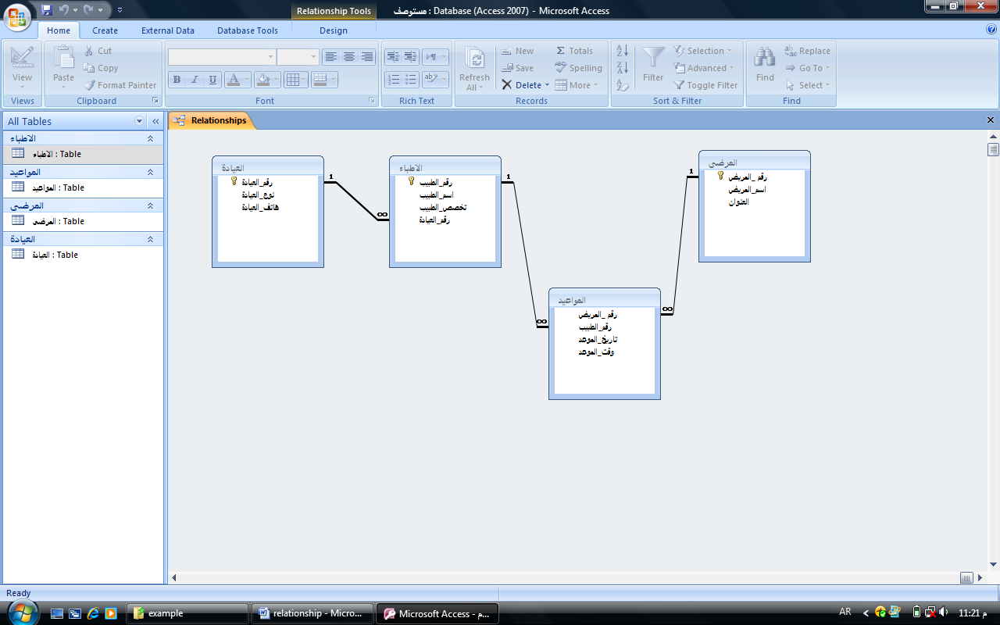 Relationship Tools
مستوصف : Database (Access 2007) - Microsoft Access
Home Create External Data Database Tools Design
View
Views
Paste
Cut
Copy
Format Painter
Clipboard
B I U A
Font
Rich Text
Refresh All
New
Save
Delete
Totals
Spelling
More
Records
Filter
Selection
Advanced
Toggle Filter
Sort & Filter
Find
Replace
Go To
Select
Find
All Tables
الاطباء
الاطباء : Table
المواعيد
المواعيد : Table
المرضى
المرضى : Table
العيادة
العيادة : Table
Relationships
العيادة
رقم_العيادة
نوع_العيادة
هاتف_العيادة
1
∞
الاطباء
رقم_الطبيب
اسم_الطبيب
تخصص_الطبيب
رقم_العيادة
1
∞
المرضى
رقم _المريض
اسم_المريض
العنوان
1
∞
المواعيد
رقم _المريض
رقم_الطبيب
تاريخ_الموعد
وقت_الموعد
Ready
example
relationship - Micro...
Microsoft Access - م...
AR
11:21 م